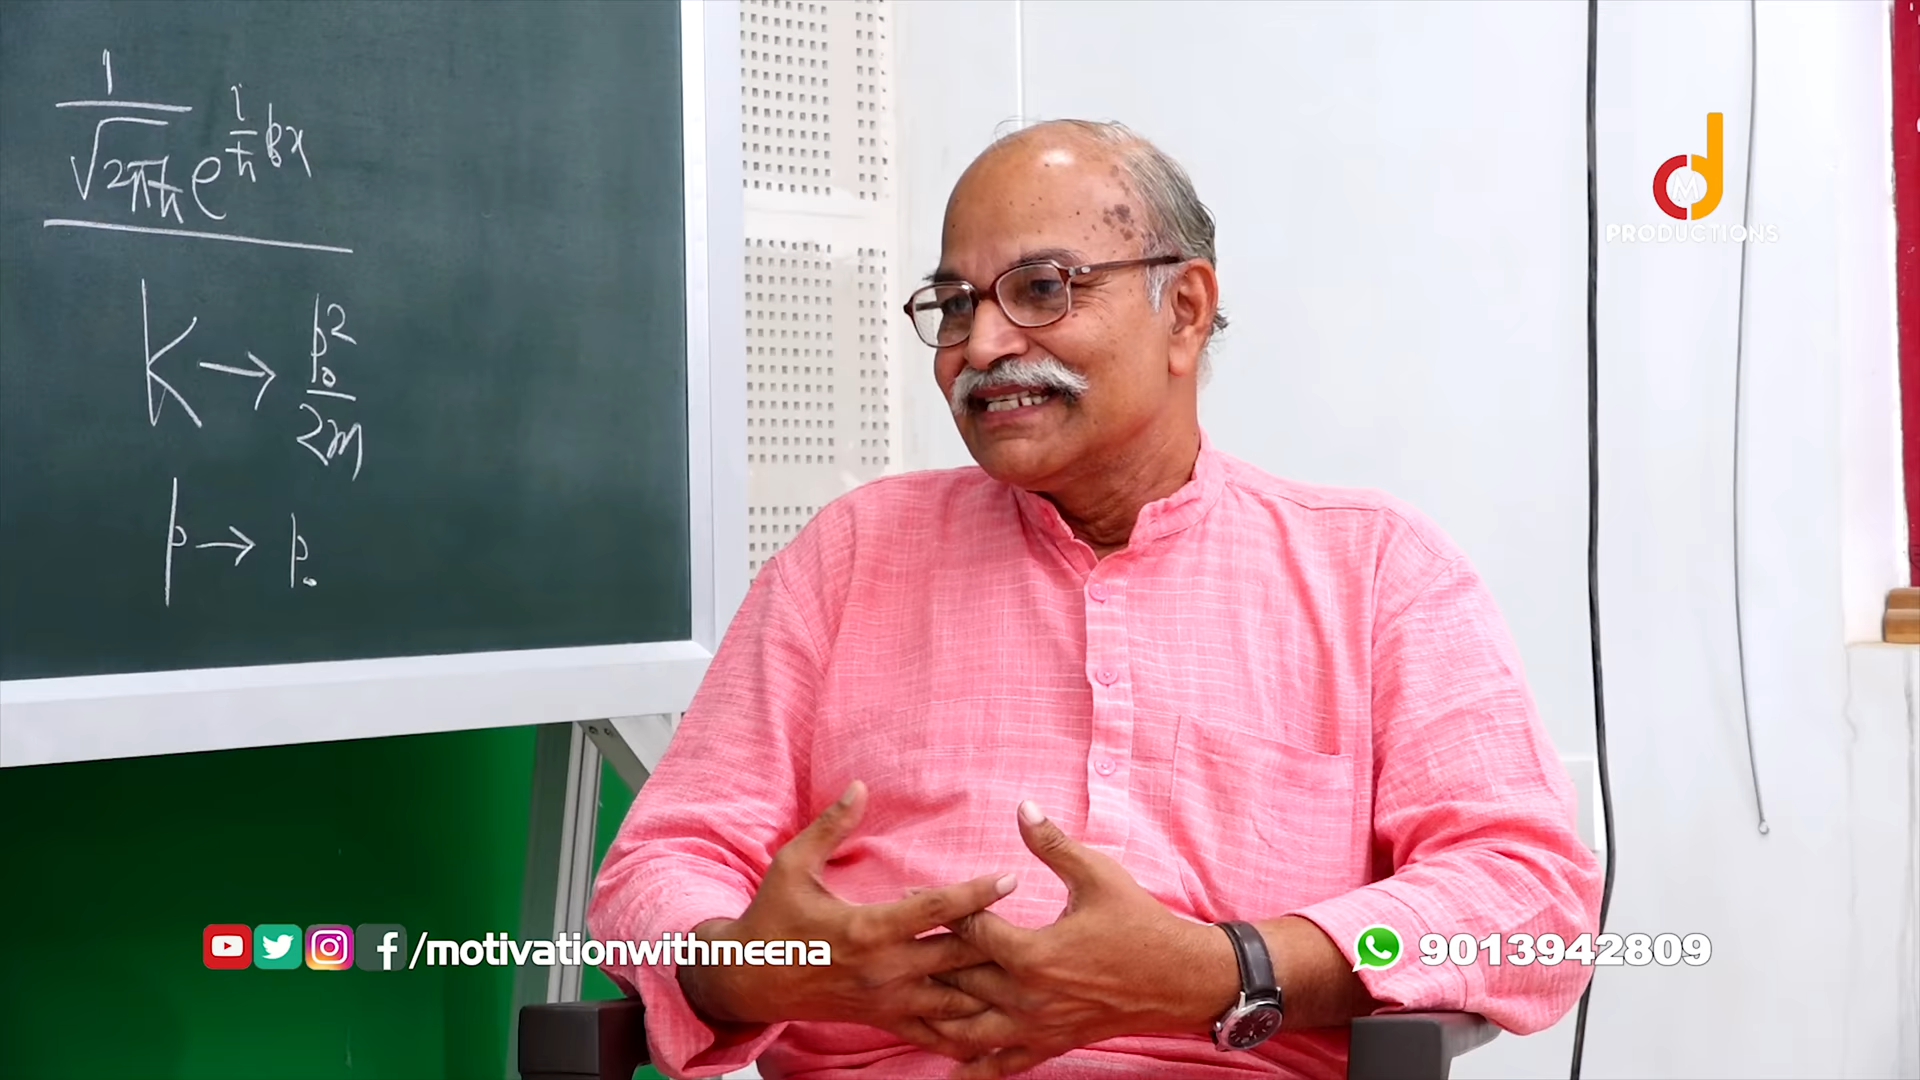 1
√2πħ e i/ħ px
K → p₀²
2m
p → p₀
M
PRODUCTIONS
/motivationwithmeena
9013942809